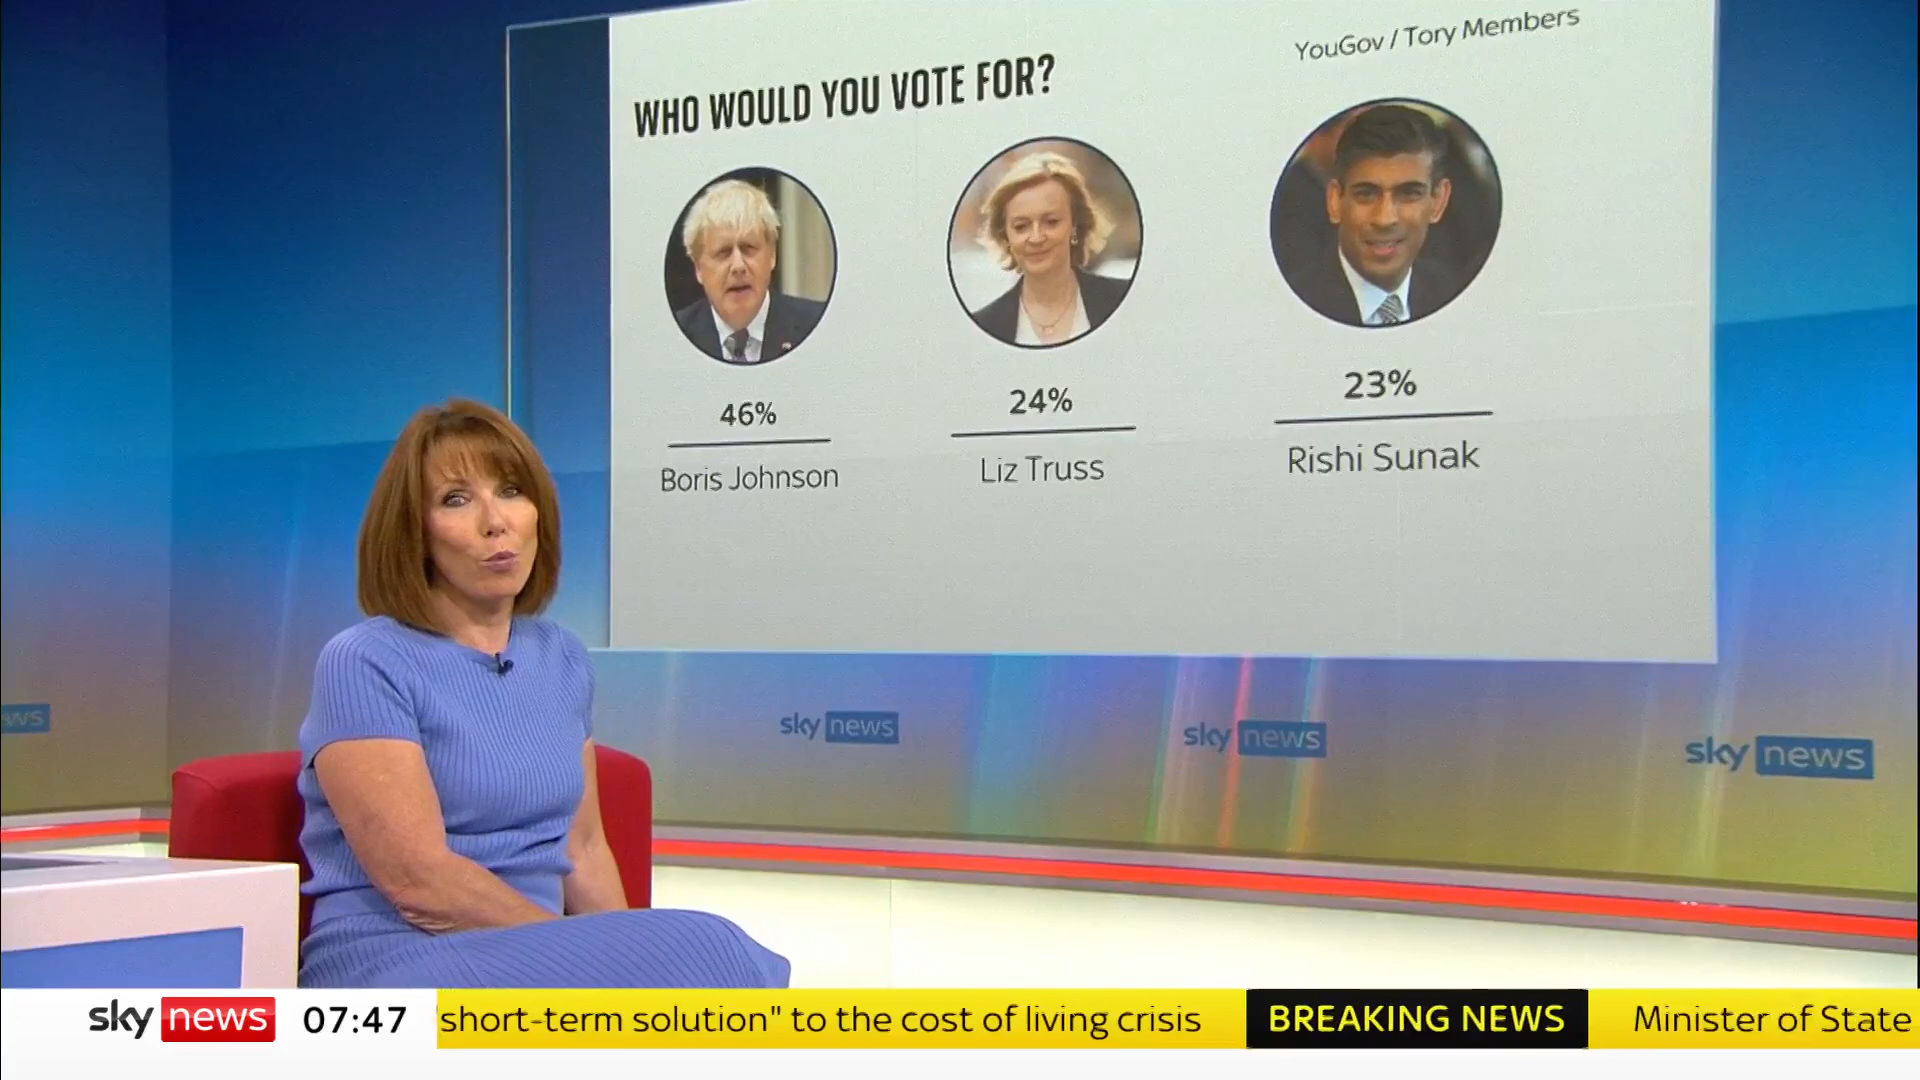 YouGov / Tory Members
WHO WOULD YOU VOTE FOR?
46%
24%
23%
Boris Johnson
Liz Truss
Rishi Sunak
ws
sky news
sky news
sky news
sky news
07:47
"short-term solution" to the cost of living crisis
BREAKING NEWS
Minister of State